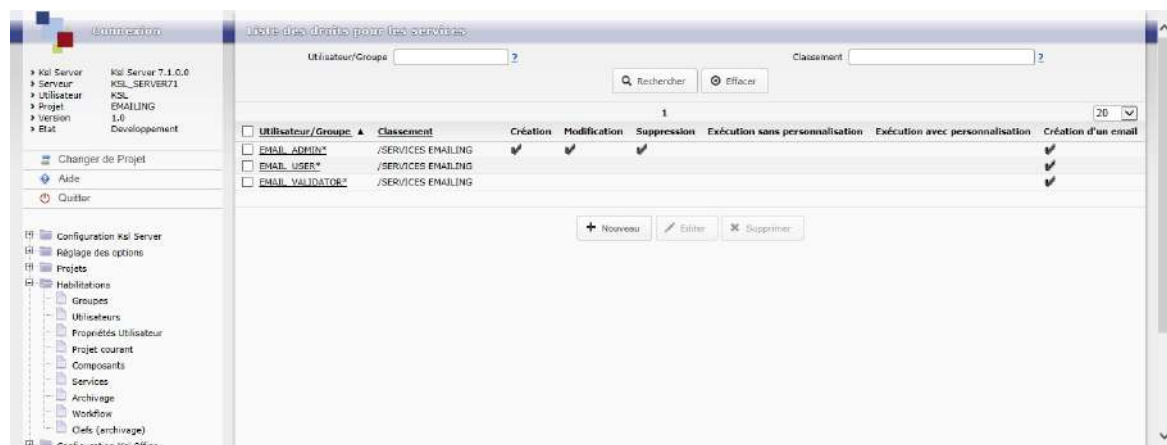 Connexion
Ksl Server Ksl Server 7.1.0.0
Serveur KSL_SERVER71
Utilisateur KSL
Projet EMAILING
Version 1.0
Etat Developpement
Changer de Projet
Aide
Quitter
Configuration Ksl Server
Réglage des options
Projets
Habilitations
Groupes
Utilisateurs
Propriétés Utilisateur
Projet courant
Composants
Services
Archivage
Workflow
Clefs (archivage)
Configuration Ksl Office
Liste des droits pour les services
Utilisateur/Groupe ? Classement ?
Rechercher Effacer
1 20
Utilisateur/Groupe ▲ Classement Création Modification Suppression Exécution sans personnalisation Exécution avec personnalisation Création d'un email
EMAIL_ADMIN* /SERVICES EMAILING ✔ ✔ ✔ ✔
EMAIL_USER* /SERVICES EMAILING ✔
EMAIL_VALIDATOR* /SERVICES EMAILING ✔
Nouveau Editer Supprimer